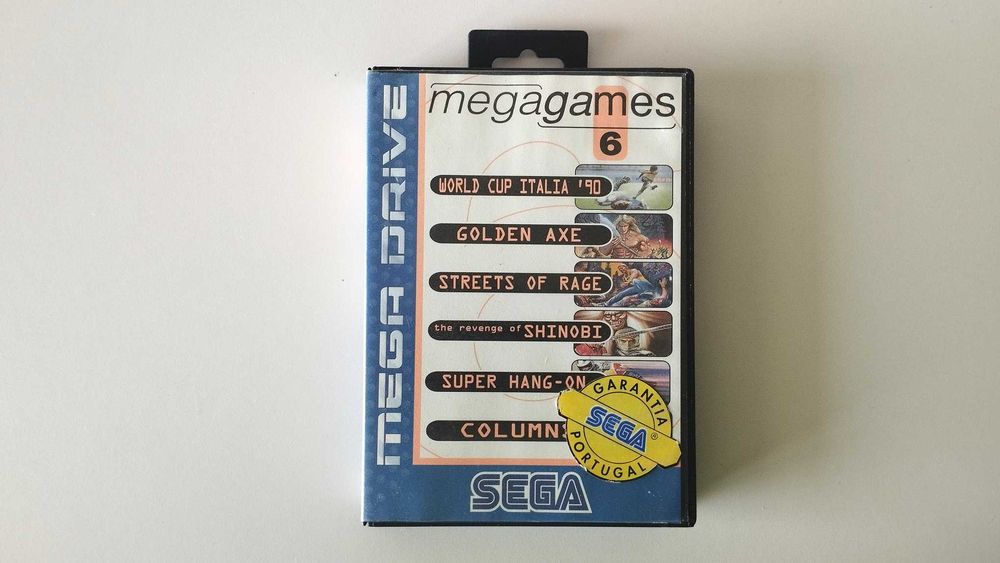 MEGA DRIVE
megagames
6
WORLD CUP ITALIA '90
GOLDEN AXE
STREETS OF RAGE
the revenge of SHINOBI
SUPER HANG-ON
COLUMNS
GARANTIA
SEGA®
PORTUGAL
SEGA